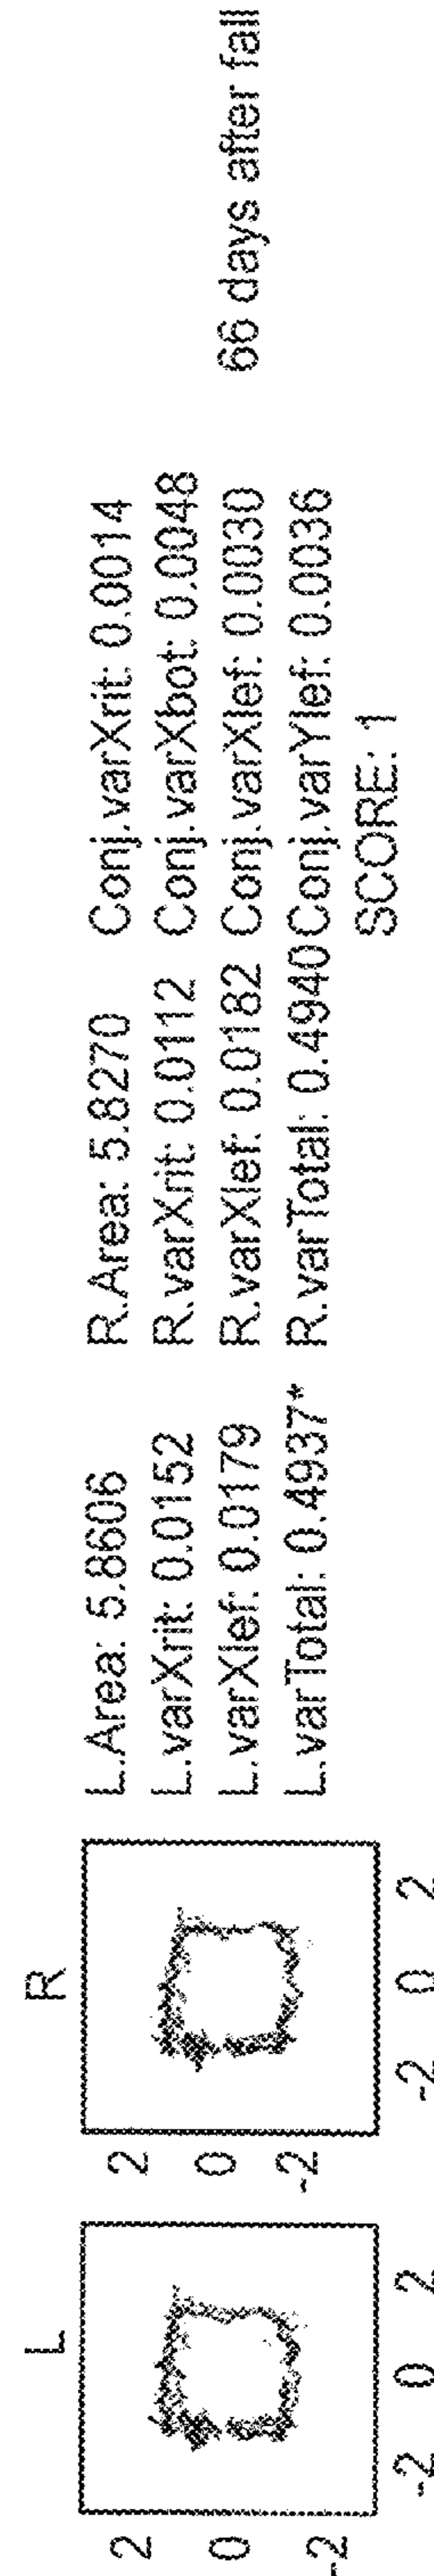 L
R
2
0
-2
-2 0 2
2
0
-2
-2 0 2
L.Area: 5.8606 R.Area: 5.8270 Conj.varXrit: 0.0014
L.varXrit: 0.0152 R.varXrit: 0.0112 Conj.varXbot: 0.0048
L.varXlef: 0.0179 R.varXlef: 0.0182 Conj.varXlef: 0.0030 66 days after fall
L.varTotal: 0.4937* R.varTotal: 0.4940 Conj.varYlef: 0.0036
SCORE: 1